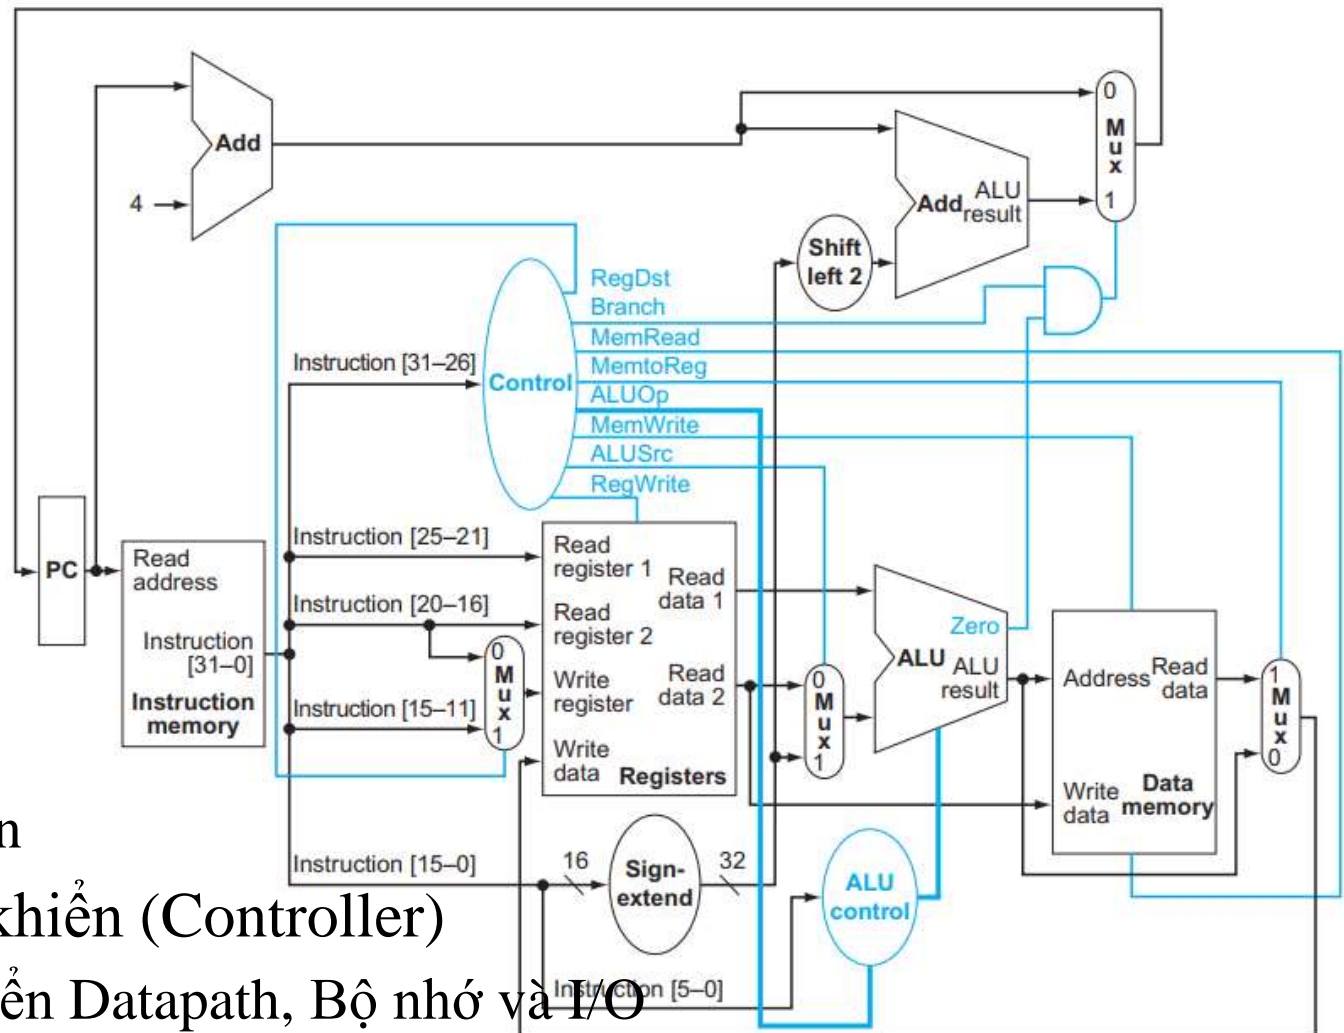 0
M
u
x
1
Add
4
Add
ALU
result
Shift
left 2
RegDst
Branch
MemRead
MemtoReg
ALUOp
MemWrite
ALUSrc
RegWrite
Control
Instruction [31–26]
Instruction [25–21]
Instruction [20–16]
Instruction [15–11]
Instruction [15–0]
Instruction [5–0]
PC
Read
address
Instruction
[31–0]
Instruction
memory
0
M
u
x
1
Read
register 1
Read
register 2
Write
register
Write
data
Read
data 1
Read
data 2
Registers
0
M
u
x
1
Zero
ALU
ALU
result
Address
Read
data
Write
data
Data
memory
1
M
u
x
0
16
Sign-
extend
32
ALU
control
n
khiển (Controller)
ển Datapath, Bộ nhớ và I/O